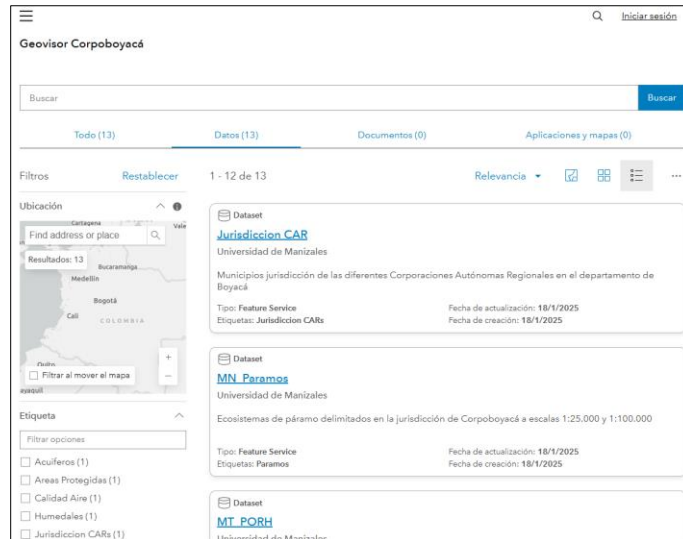 Iniciar sesión
Geovisor Corpoboyacá
Buscar
Buscar
Todo (13)
Datos (13)
Documentos (0)
Aplicaciones y mapas (0)
Filtros
Restablecer
1 - 12 de 13
Relevancia
Ubicación
Find address or place
Resultados: 13
Cartagena
Vale
Bucaramanga
Medellín
Bogotá
Cali
COLOMBIA
Quito
ayaquil
+
−
Filtrar al mover el mapa
Etiqueta
Filtrar opciones
Acuiferos (1)
Areas Protegidas (1)
Calidad Aire (1)
Humedales (1)
Jurisdiccion CARs (1)
Dataset
Jurisdiccion CAR
Universidad de Manizales
Municipios jurisdicción de las diferentes Corporaciones Autónomas Regionales en el departamento de
Boyacá
Tipo: Feature Service
Fecha de actualización: 18/1/2025
Etiquetas: Jurisdiccion CARs
Fecha de creación: 18/1/2025
Dataset
MN_Paramos
Universidad de Manizales
Ecosistemas de páramo delimitados en la jurisdicción de Corpoboyacá a escalas 1:25.000 y 1:100.000
Tipo: Feature Service
Fecha de actualización: 18/1/2025
Etiquetas: Paramos
Fecha de creación: 18/1/2025
Dataset
MT_PORH
Universidad de Manizales